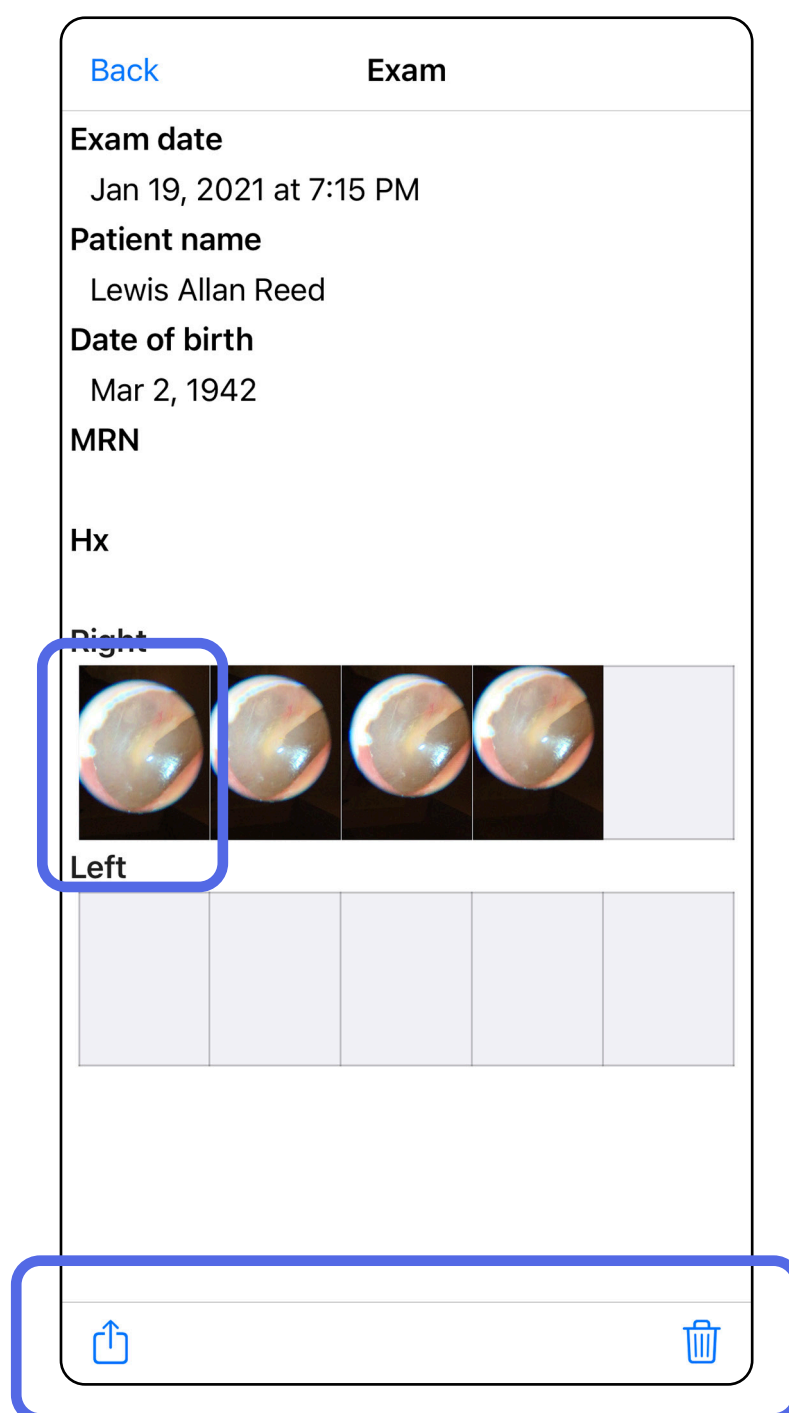 Back
Exam
Exam date
Jan 19, 2021 at 7:15 PM
Patient name
Lewis Allan Reed
Date of birth
Mar 2, 1942
MRN
Hx
Right
Left